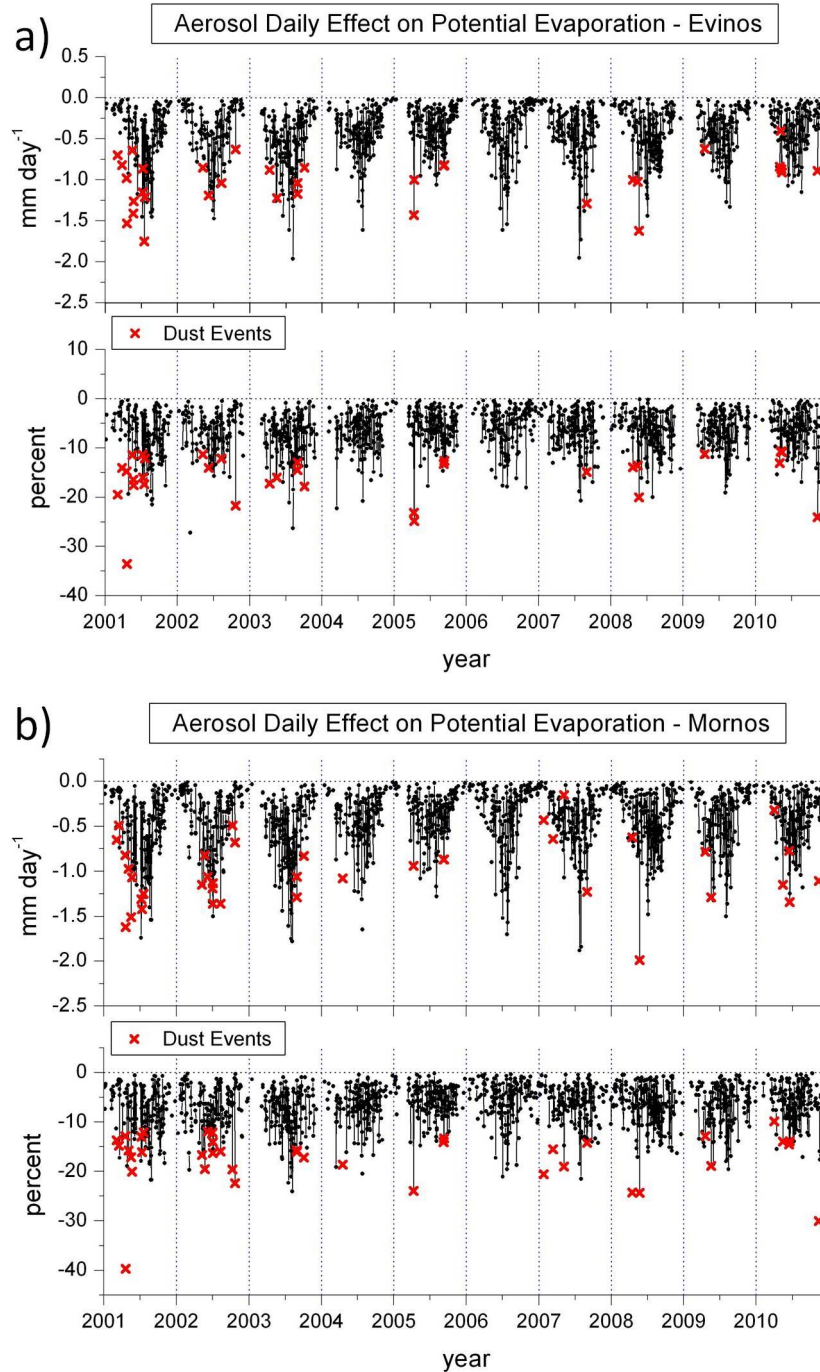 a)
Aerosol Daily Effect on Potential Evaporation - Evinos
0.5
0.0
-0.5
-1.0
-1.5
-2.0
-2.5
mm day⁻¹
× Dust Events
10
0
-10
-20
-30
-40
percent
2001 2002 2003 2004 2005 2006 2007 2008 2009 2010
year
b)
Aerosol Daily Effect on Potential Evaporation - Mornos
0.0
-0.5
-1.0
-1.5
-2.0
-2.5
mm day⁻¹
× Dust Events
0
-10
-20
-30
-40
percent
2001 2002 2003 2004 2005 2006 2007 2008 2009 2010
year